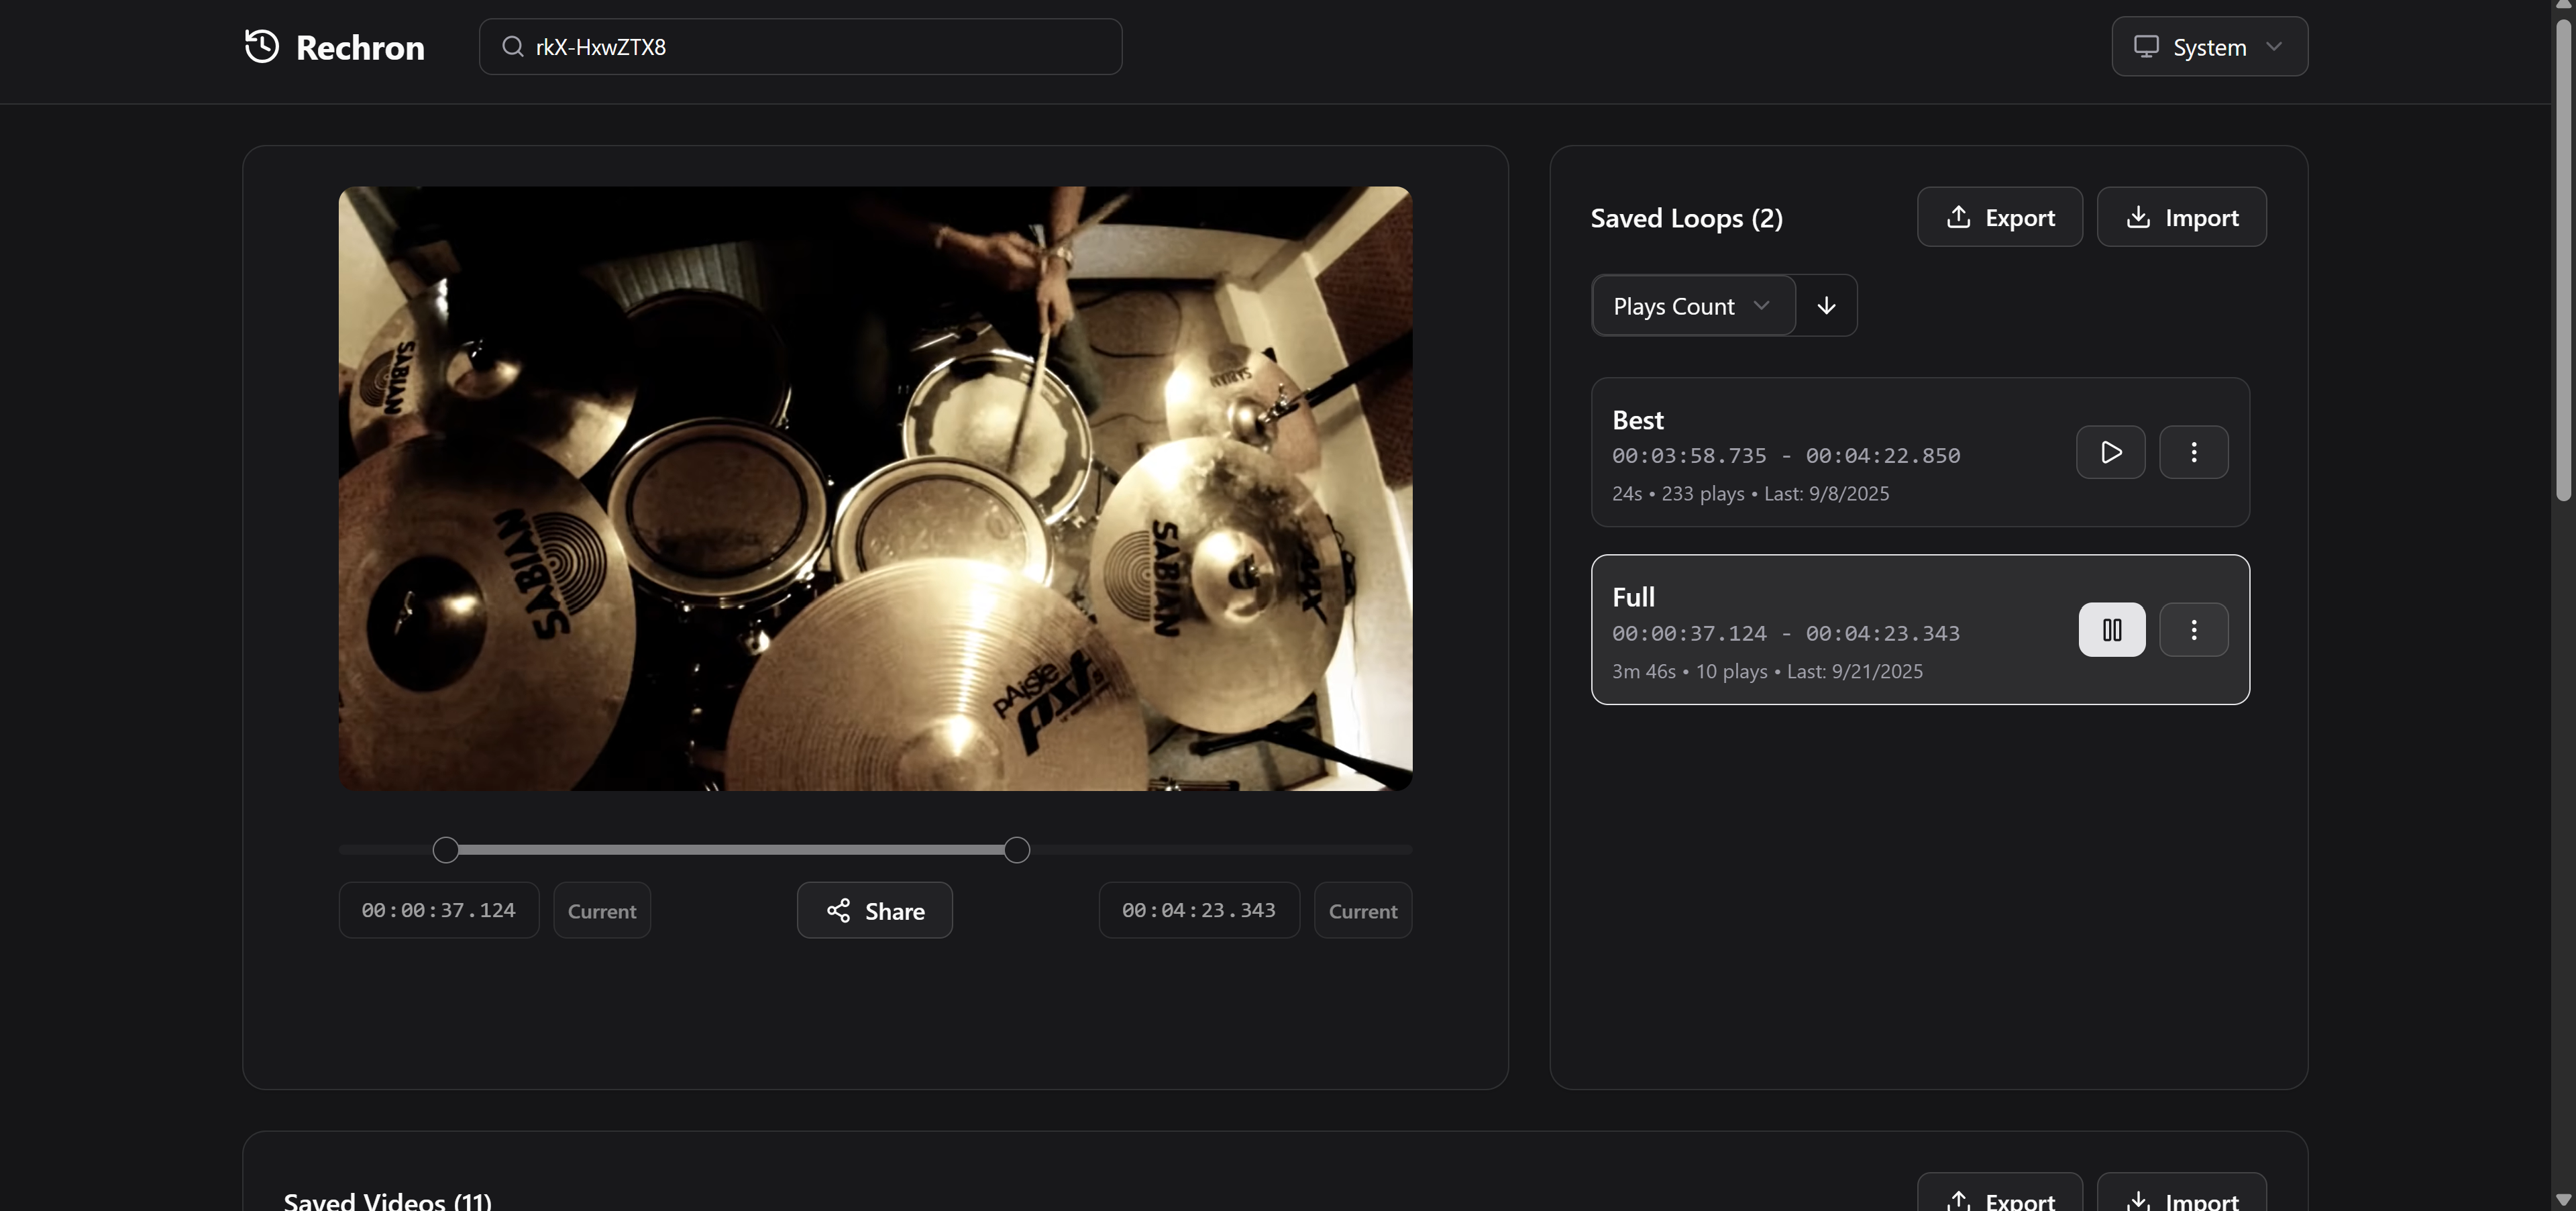 Rechron
rkX-HxwZTX8
System
SABIAN
SABIAN
SABIAN
SABIAN
AAX
PAiSTe
PST 5
00:00:37.124
Current
Share
00:04:23.343
Current
Saved Loops (2)
Export
Import
Plays Count
Best
00:03:58.735 - 00:04:22.850
24s • 233 plays • Last: 9/8/2025
Full
00:00:37.124 - 00:04:23.343
3m 46s • 10 plays • Last: 9/21/2025
Saved Videos (11)
Export
Import